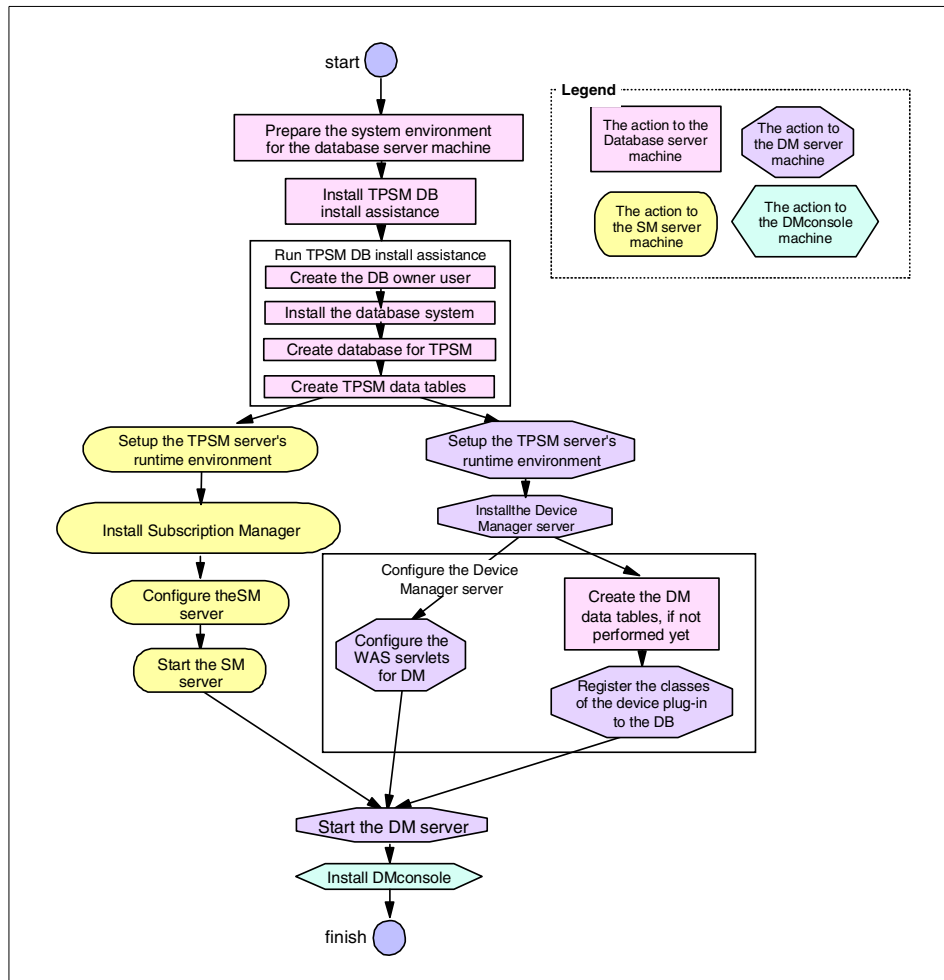 start
Prepare the system environment
for the database server machine
Install TPSM DB
install assistance
Run TPSM DB install assistance
Create the DB owner user
Install the database system
Create database for TPSM
Create TPSM data tables
Legend
The action to the
Database server
machine
The action to
the DM server
machine
The action to
the SM server
machine
The action to
the DMconsole
machine
Setup the TPSM server's
runtime environment
Install Subscription Manager
Configure theSM
server
Start the SM
server
Setup the TPSM server's
runtime environment
Installthe Device
Manager server
Configure the Device
Manager server
Configure the
WAS servlets
for DM
Create the DM
data tables, if not
performed yet
Register the classes
of the device plug-in
to the DB
Start the DM server
Install DMconsole
finish